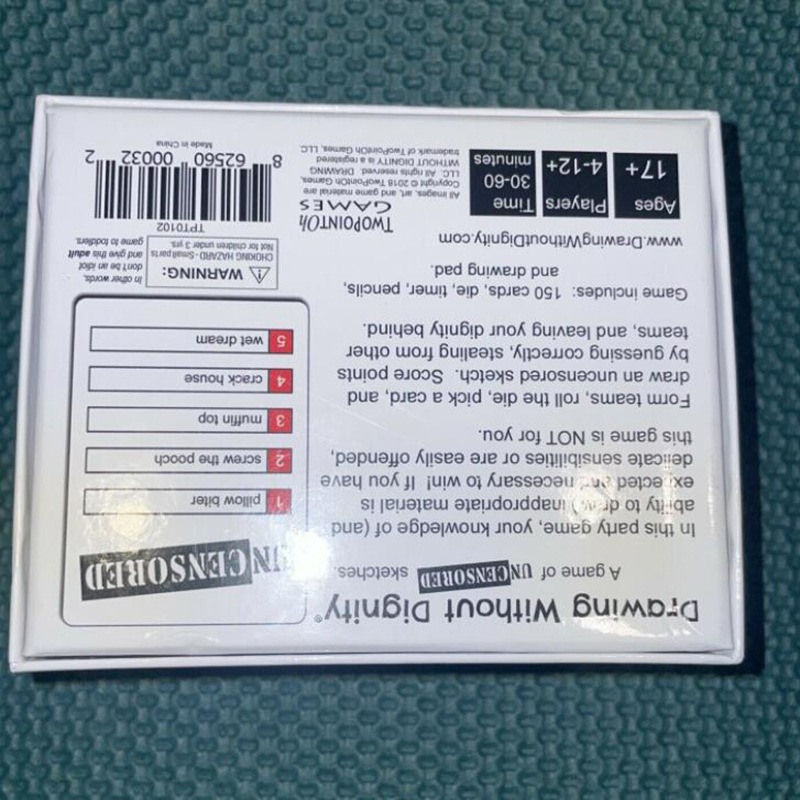 Drawing Without Dignity®
A game of UNCENSORED sketches.
In this party game, your knowledge of (and
ability to draw) inappropriate material is
expected and necessary to win! If you have
delicate sensibilities or are easily offended,
this game is NOT for you.
Form teams, roll the die, pick a card, and
draw an uncensored sketch. Score points
by guessing correctly, stealing from other
teams, and leaving your dignity behind.
Game includes: 150 cards, die, timer, pencils,
and drawing pad.
www.DrawingWithoutDignity.com
Ages
17+
Players
4-12+
Time
30-60
minutes
TWOPOINTOh
GAMES
All images, art, and game material are
Copyright © 2018 TwoPointOh Games,
LLC. All rights reserved. DRAWING
WITHOUT DIGNITY is a registered
trademark of TwoPointOh Games, LLC.
UNCENSORED
1 pillow biter
2 screw the pooch
3 muffin top
4 crack house
5 wet dream
⚠ WARNING:
CHOKING HAZARD - Small parts
Not for children under 3 yrs.
In other words,
don't be an idiot
and give this adult
game to toddlers.
TPT0102
8 62560 00032 2
Made in China